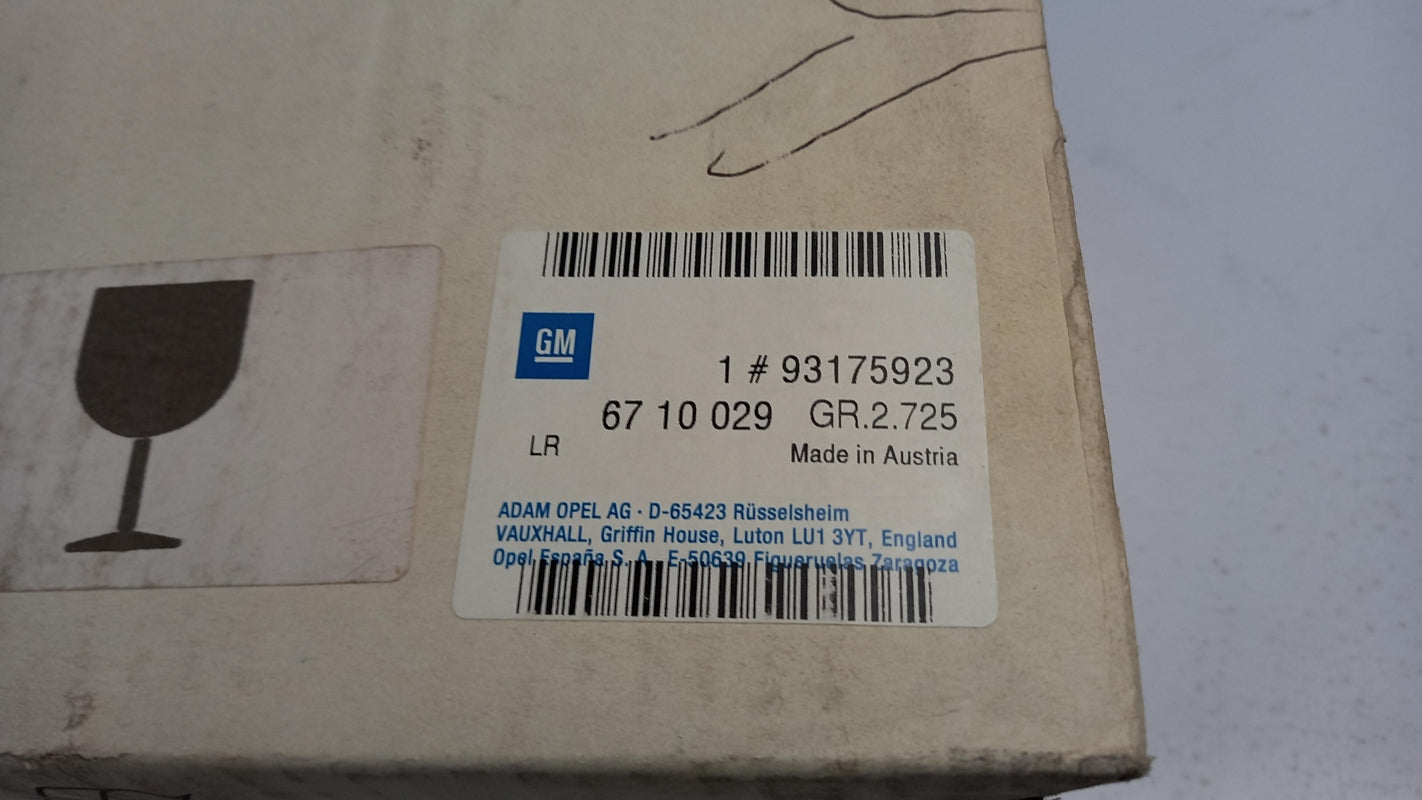 GM
1 # 93175923
67 10 029 GR.2.725
LR
Made in Austria
ADAM OPEL AG · D-65423 Rüsselsheim
VAUXHALL, Griffin House, Luton LU1 3YT, England
Opel España S. A. E-50639 Figueruelas Zaragoza